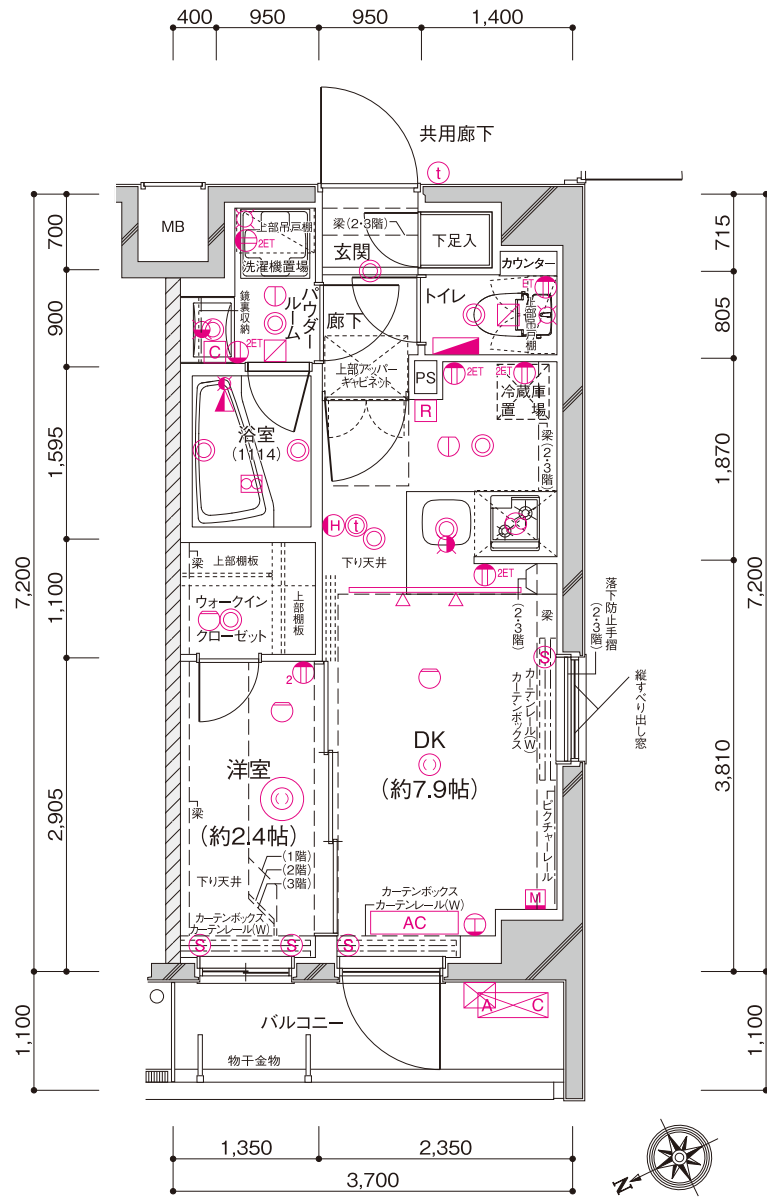 400
950
950
1,400
共用廊下
t
MB
上部吊戸棚
2ET
洗濯機置場
梁(2・3階)
玄関
下足入
カウンター
700
715
鏡裏収納
パウダールーム
廊下
トイレ
上部吊戸棚
E
900
805
C
2ET
上部アッパーキャビネット
PS
2ET
2ET
冷蔵庫置場
R
浴室
(1114)
梁(2・3階)
1,595
1,870
H
t
下り天井
梁
上部棚板
上部棚板
ウォークイン
クローゼット
2ET
(2・3階)
梁
落下防止手摺
(2・3階)
1,100
7,200
7,200
2
S
カーテンレール(W)
カーテンボックス
縦すべり出し窓
洋室
(約2.4帖)
DK
(約7.9帖)
2,905
3,810
梁
(1階)
(2階)
(3階)
下り天井
ピクチャーレール
カーテンボックス
カーテンレール(W)
カーテンボックス
カーテンレール(W)
AC
M
S
S
S
バルコニー
A
C
物干金物
1,100
1,100
1,350
2,350
3,700
N